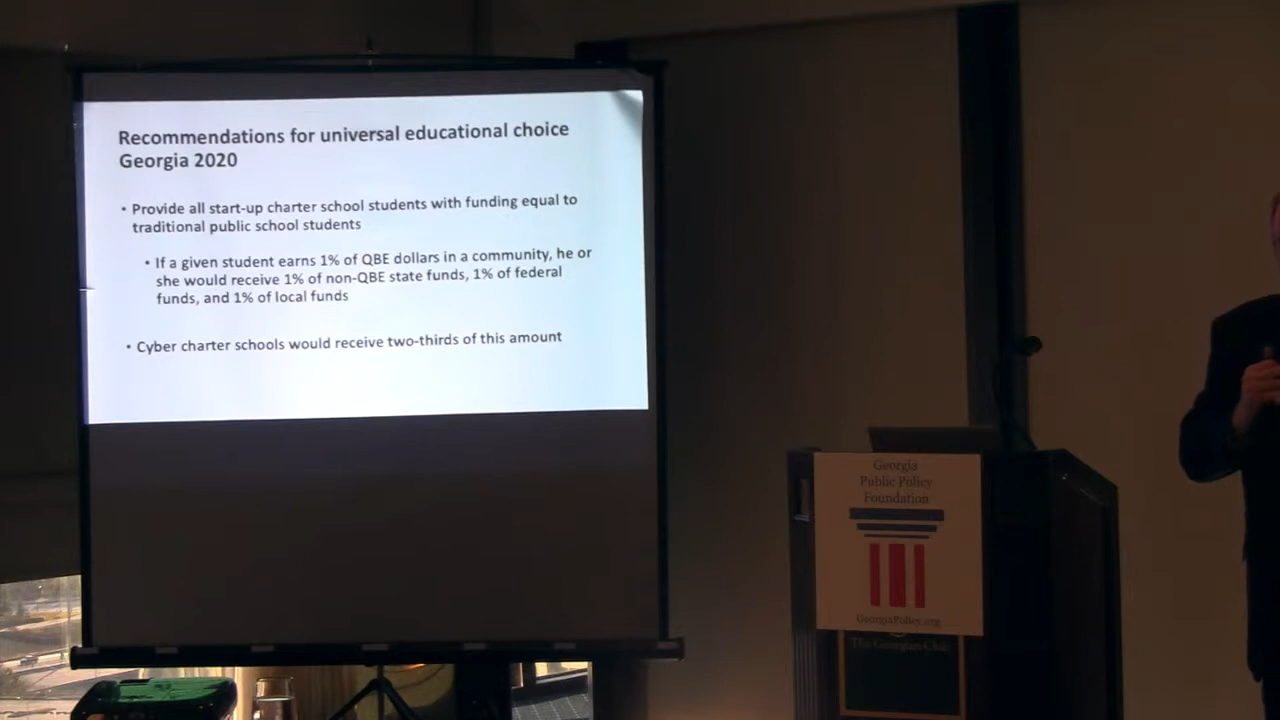 Recommendations for universal educational choice
Georgia 2020
• Provide all start-up charter school students with funding equal to
traditional public school students
• If a given student earns 1% of QBE dollars in a community, he or
she would receive 1% of non-QBE state funds, 1% of federal
funds, and 1% of local funds
• Cyber charter schools would receive two-thirds of this amount
Georgia
Public Policy
Foundation
GeorgiaPolicy.org
The Georgian Club